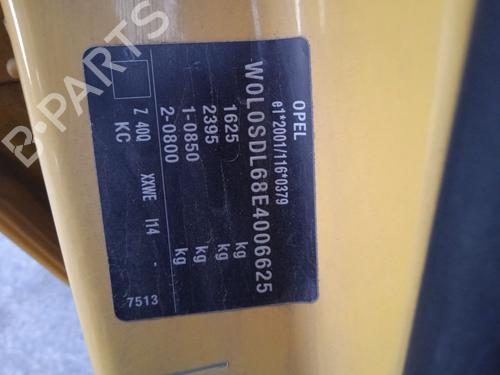 OPEL
e1*2001/116*0379
W0L0SDL68E4006625
1625 kg
2395 kg
1-0850 kg
2-0800 kg
Z 40Q XXWE I14 -
KC
7513
B-PARTS